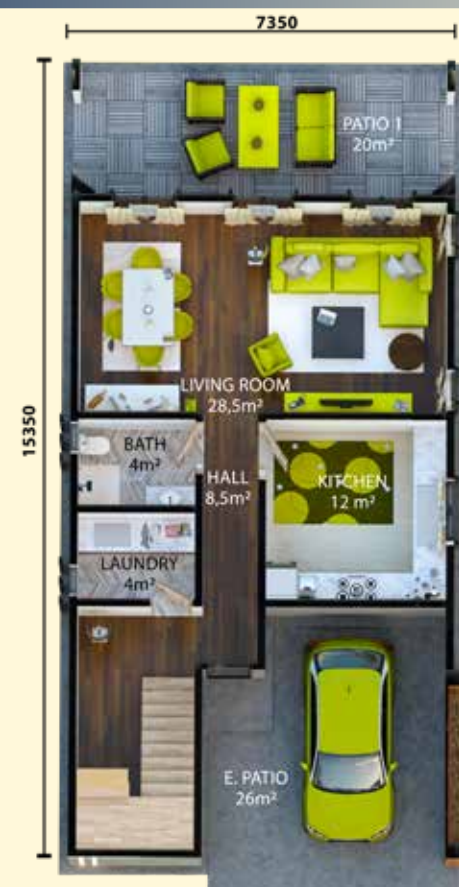 7350
PATIO 1
20m²
15350
LIVING ROOM
28,5m²
BATH
4m²
HALL
8,5m²
KITCHEN
12 m²
LAUNDRY
4m²
E. PATIO
26m²